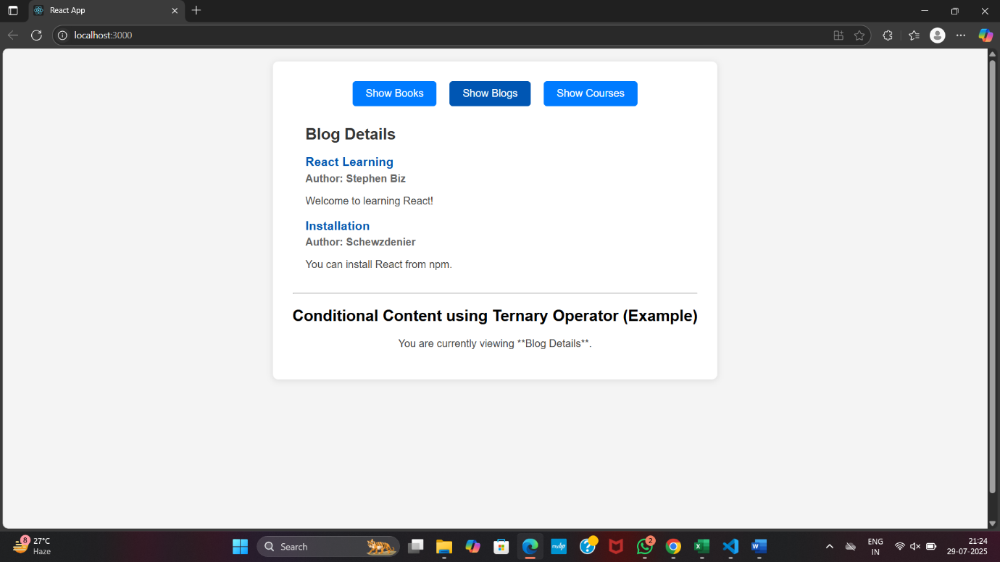 React App
localhost:3000
Show Books Show Blogs Show Courses
Blog Details
React Learning
Author: Stephen Biz
Welcome to learning React!
Installation
Author: Schewzdenier
You can install React from npm.
Conditional Content using Ternary Operator (Example)
You are currently viewing **Blog Details**.
8
27°C
Haze
Search
myhp
2
ENG
IN
21:24
29-07-2025